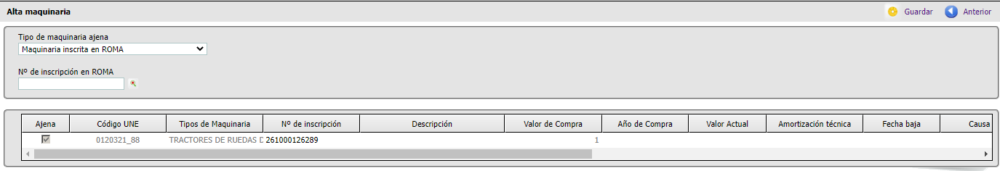 Alta maquinaria Guardar Anterior
Tipo de maquinaria ajena
Maquinaria inscrita en ROMA
Nº de inscripción en ROMA
Ajena Código UNE Tipos de Maquinaria Nº de inscripción Descripción Valor de Compra Año de Compra Valor Actual Amortización técnica Fecha baja Causa
0120321_88 TRACTORES DE RUEDAS D 261000126289 1